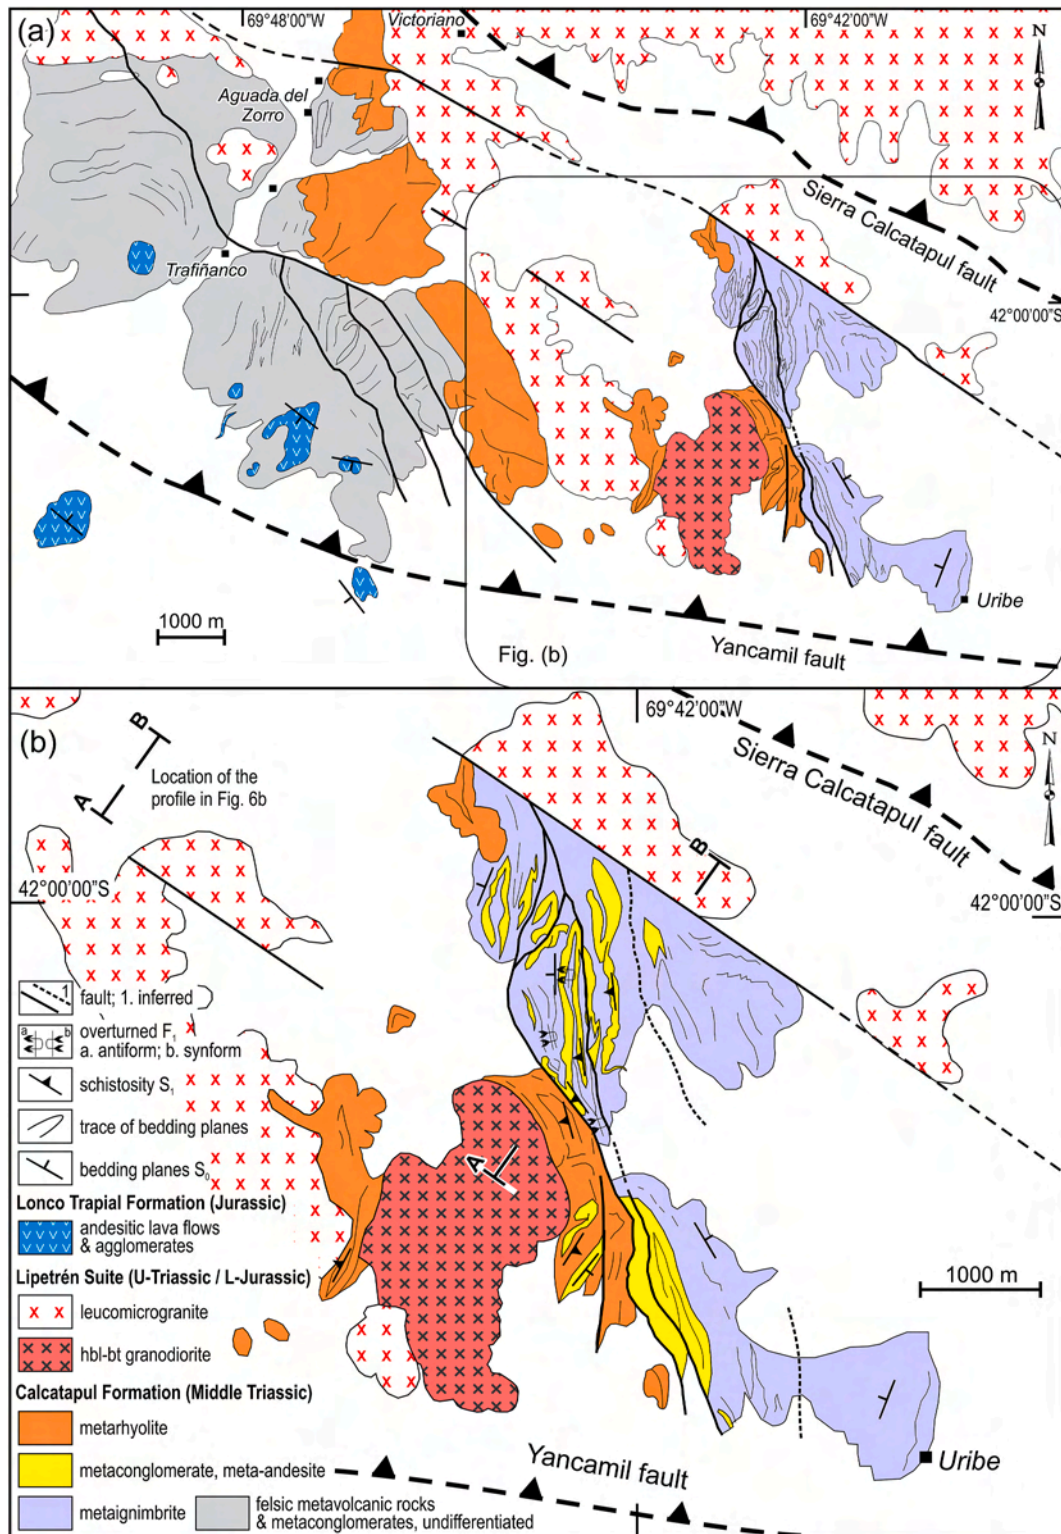 (a)
69°48'00"W
Victoriano
69°42'00"W
N
Aguada del
Zorro
Sierra Calcatapul fault
Trafiñanco
42°00'00"S
Uribe
1000 m
Fig. (b)
Yancamil fault
(b)
69°42'00"W
N
B
A
Location of the
profile in Fig. 6b
Sierra Calcatapul fault
B
42°00'00"S
42°00'00"S
1
fault; 1. inferred
a b
overturned F1
a. antiform; b. synform
schistosity S1
trace of bedding planes
A
bedding planes S0
Lonco Trapial Formation (Jurassic)
andesitic lava flows
& agglomerates
1000 m
Lipetrén Suite (U-Triassic / L-Jurassic)
leucomicrogranite
hbl-bt granodiorite
Calcatapul Formation (Middle Triassic)
metarhyolite
metaconglomerate, meta-andesite
Yancamil fault
Uribe
metaignimbrite
felsic metavolcanic rocks
& metaconglomerates, undifferentiated